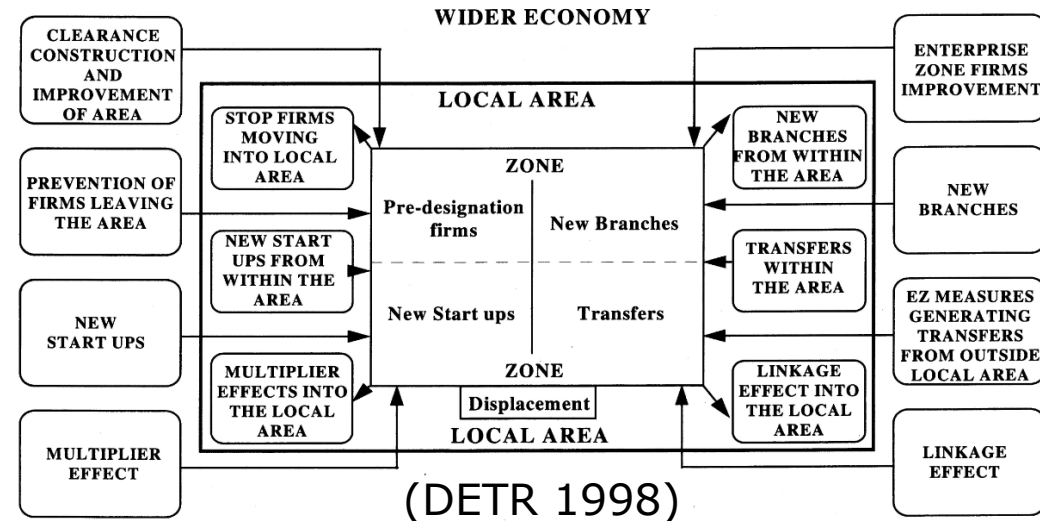 WIDER ECONOMY
CLEARANCE
CONSTRUCTION
AND
IMPROVEMENT
OF AREA
PREVENTION OF
FIRMS LEAVING
THE AREA
NEW
START UPS
MULTIPLIER
EFFECT
LOCAL AREA
STOP FIRMS
MOVING
INTO LOCAL
AREA
NEW START
UPS FROM
WITHIN THE
AREA
MULTIPLIER
EFFECTS INTO
THE LOCAL
AREA
ZONE
Pre-designation
firms
New Branches
New Start ups
Transfers
ZONE
Displacement
LOCAL AREA
NEW
BRANCHES
FROM WITHIN
THE AREA
TRANSFERS
WITHIN
THE AREA
LINKAGE
EFFECT INTO
THE LOCAL
AREA
ENTERPRISE
ZONE FIRMS
IMPROVEMENT
NEW
BRANCHES
EZ MEASURES
GENERATING
TRANSFERS
FROM OUTSIDE
LOCAL AREA
LINKAGE
EFFECT
(DETR 1998)